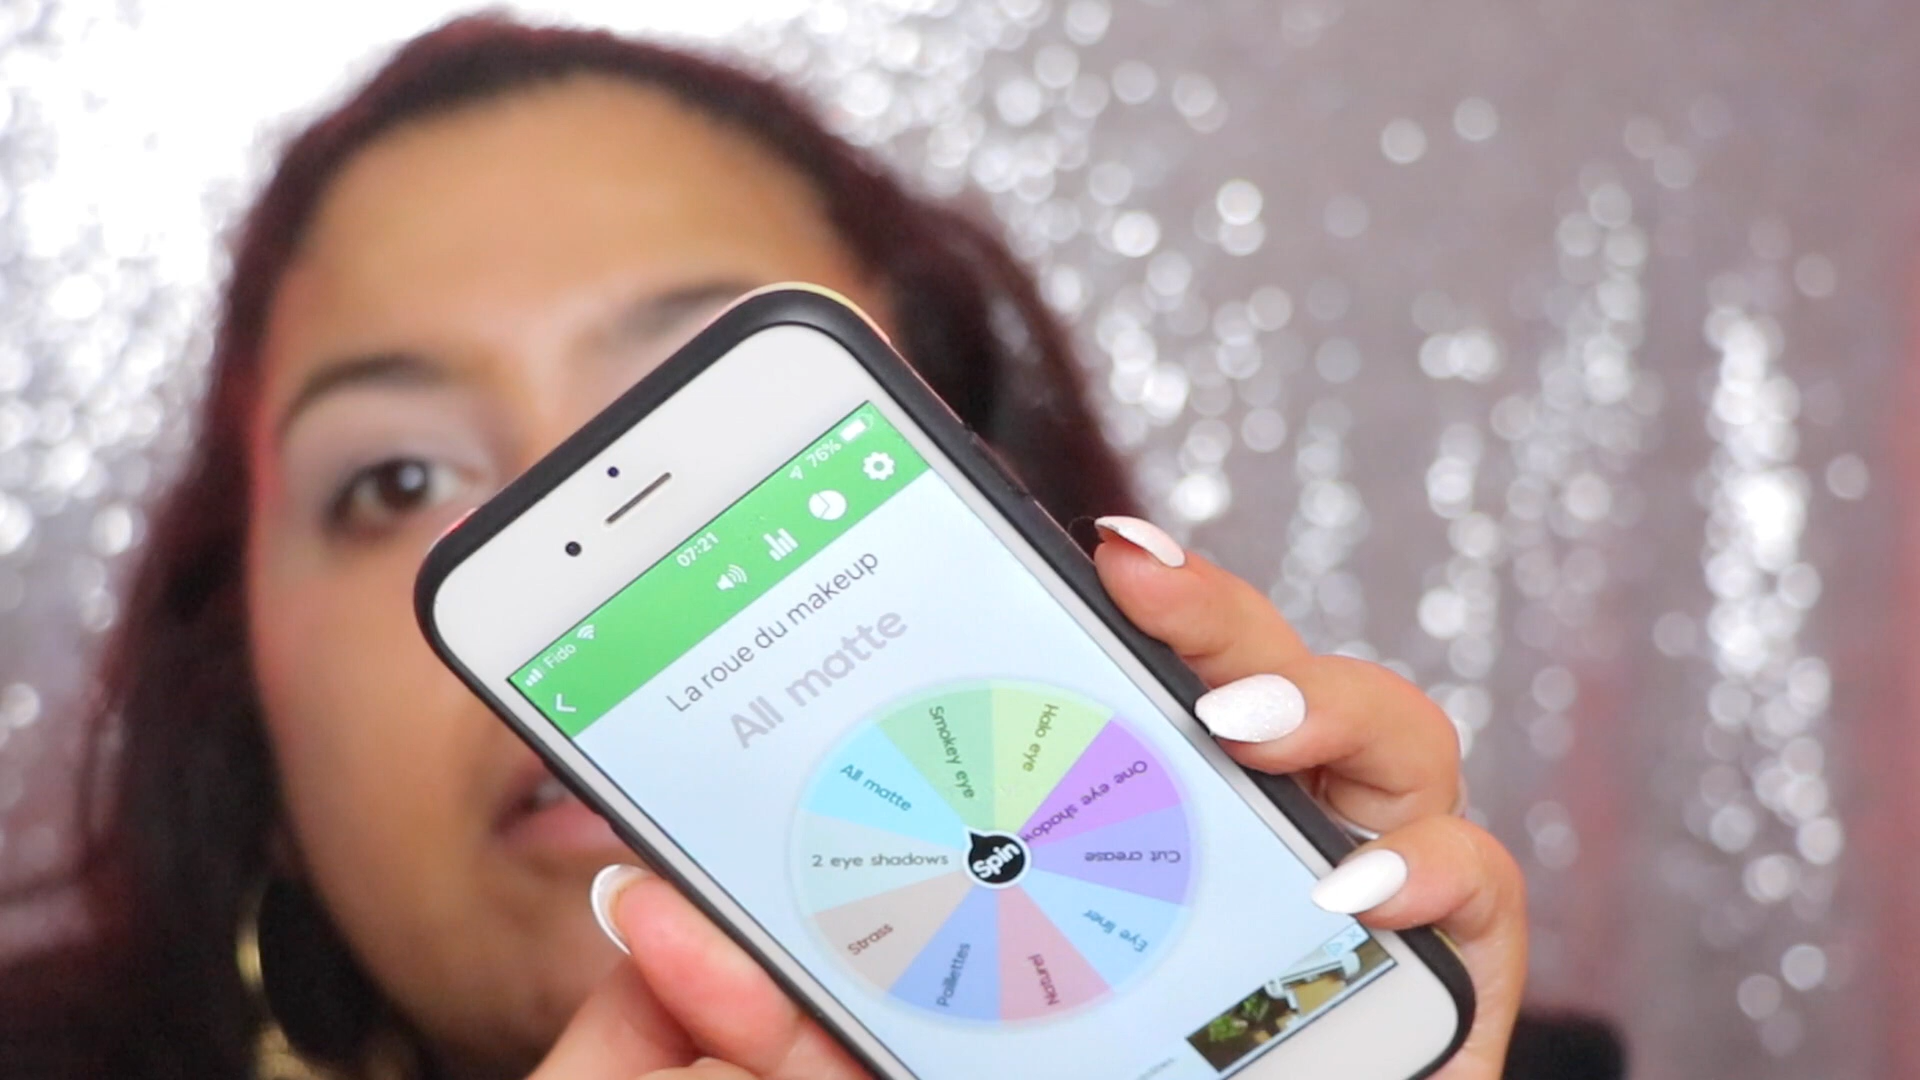 Fido
07:21
76%
La roue du makeup
All matte
Smokey eye
Halo eye
One eye shadow
Cut crease
Eye liner
Naturel
Paillettes
Strass
2 eye shadows
All matte
Spin